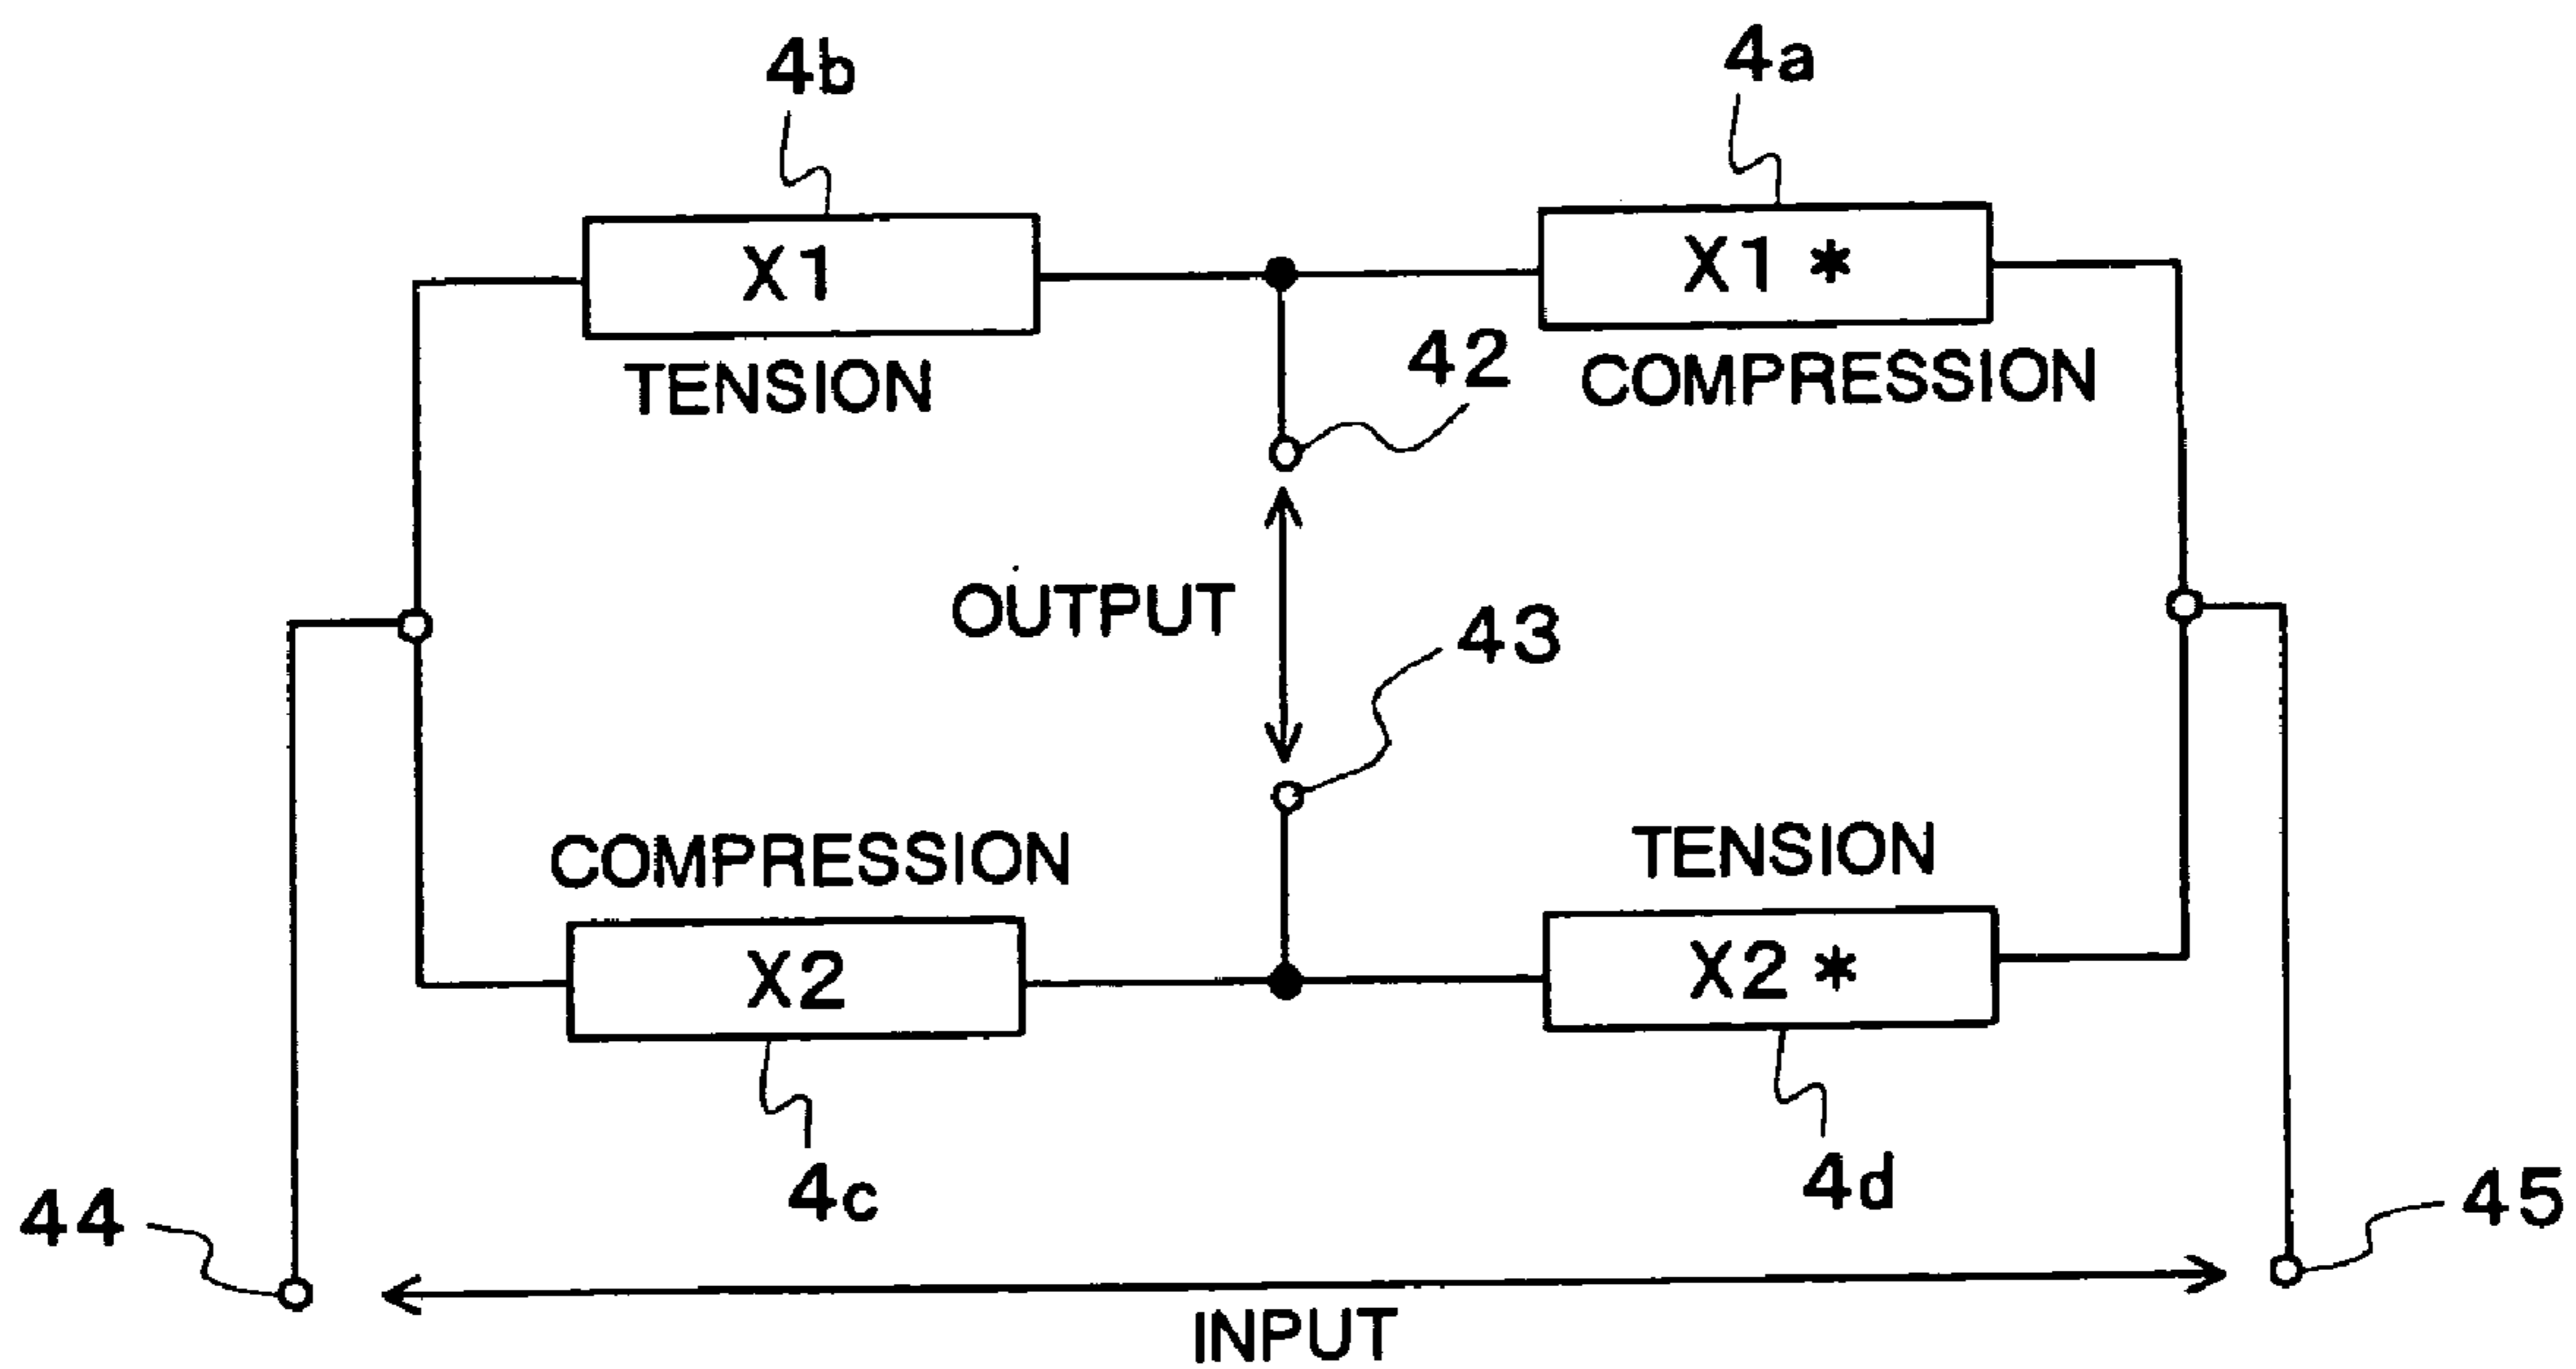 4b
4a
X1
X1 *
TENSION
42
COMPRESSION
OUTPUT
43
COMPRESSION
TENSION
X2
X2 *
4c
4d
44
45
INPUT